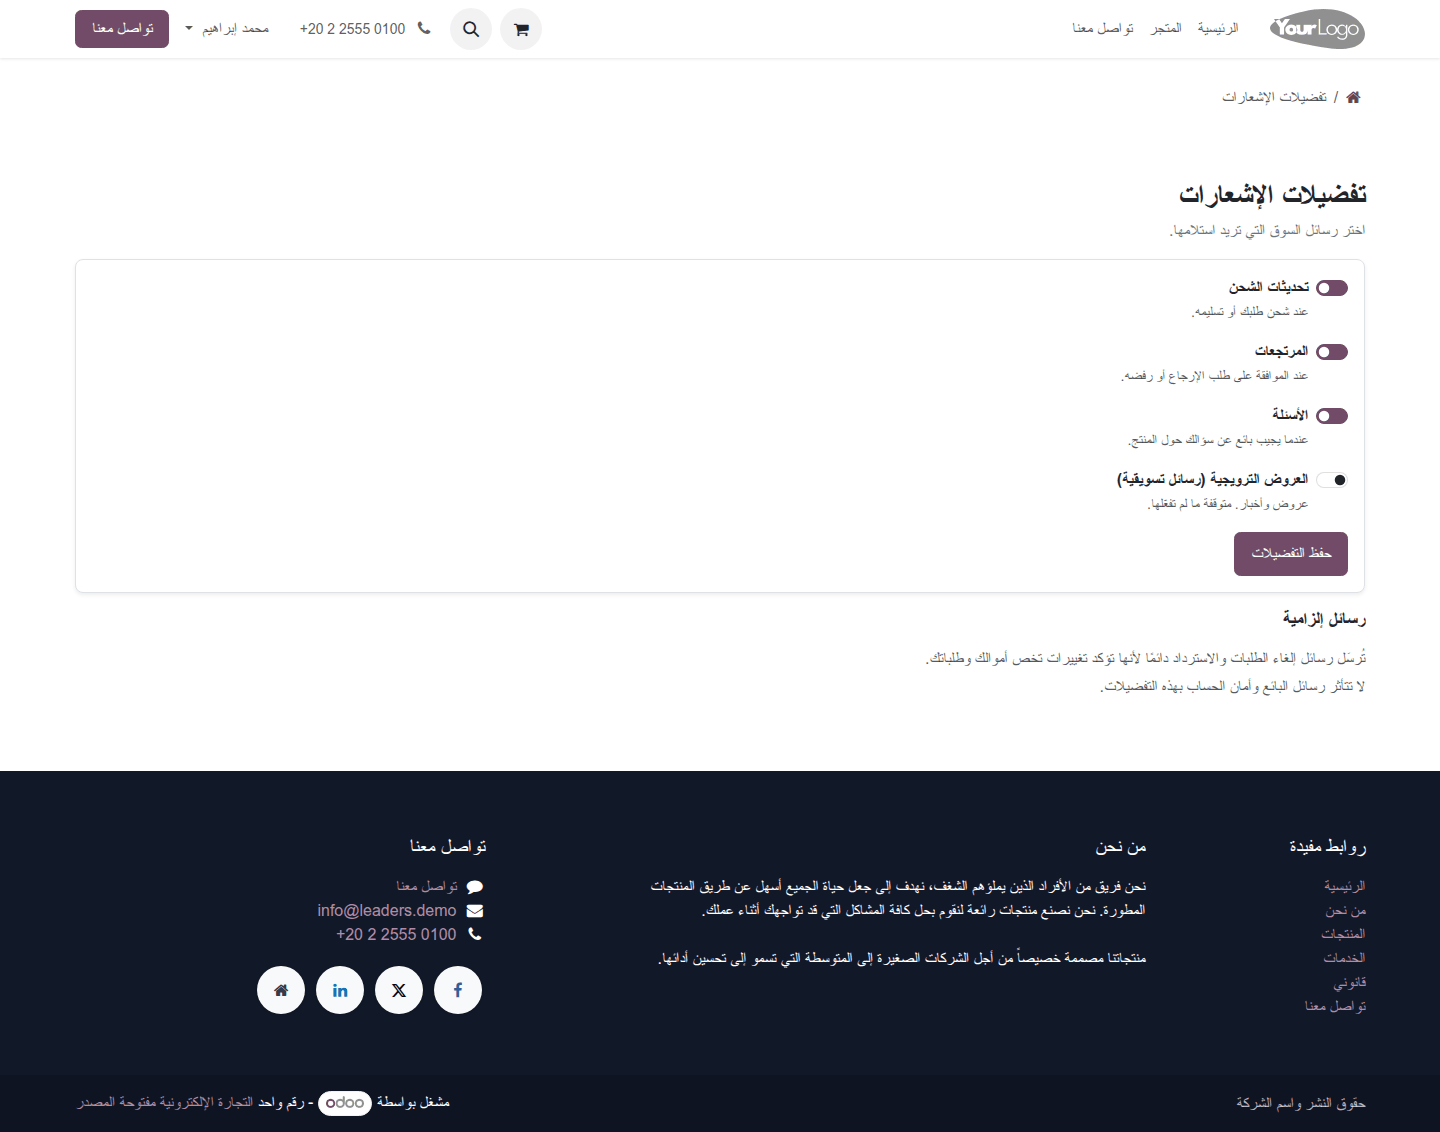 YourLogo
الرئيسية
المتجر
تواصل معنا
+20 2 2555 0100
محمد إبراهيم
تواصل معنا
/ تفضيلات الإشعارات
تفضيلات الإشعارات
اختر رسائل السوق التي تريد استلامها.
تحديثات الشحن
عند شحن طلبك أو تسليمه.
المرتجعات
عند الموافقة على طلب الإرجاع أو رفضه.
الأسئلة
عندما يجيب بائع عن سؤالك حول المنتج.
العروض الترويجية (رسائل تسويقية)
عروض وأخبار. متوقفة ما لم تفعّلها.
حفظ التفضيلات
رسائل إلزامية
تُرسَل رسائل إلغاء الطلبات والاسترداد دائمًا لأنها تؤكد تغييرات تخص أموالك وطلباتك.
لا تتأثر رسائل البائع وأمان الحساب بهذه التفضيلات.
روابط مفيدة
الرئيسية
من نحن
المنتجات
الخدمات
قانوني
تواصل معنا
من نحن
نحن فريق من الأفراد الذين يملؤهم الشغف، نهدف إلى جعل حياة الجميع أسهل عن طريق المنتجات
المطورة. نحن نصنع منتجات رائعة لنقوم بحل كافة المشاكل التي قد تواجهك أثناء عملك.
منتجاتنا مصممة خصيصاً من أجل الشركات الصغيرة إلى المتوسطة التي تسمو إلى تحسين أدائها.
تواصل معنا
تواصل معنا
info@leaders.demo
+20 2 2555 0100
حقوق النشر واسم الشركة
مشغل بواسطة odoo - رقم واحد التجارة الإلكترونية مفتوحة المصدر